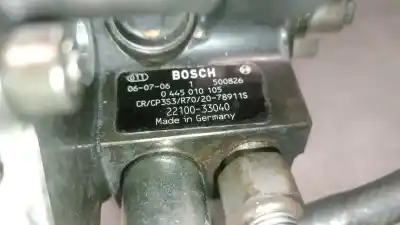 BOSCH
06-07-06 1 500826
0 445 010 105
CR/CP3S3/R70/20-78911S
22100-33040
Made in Germany